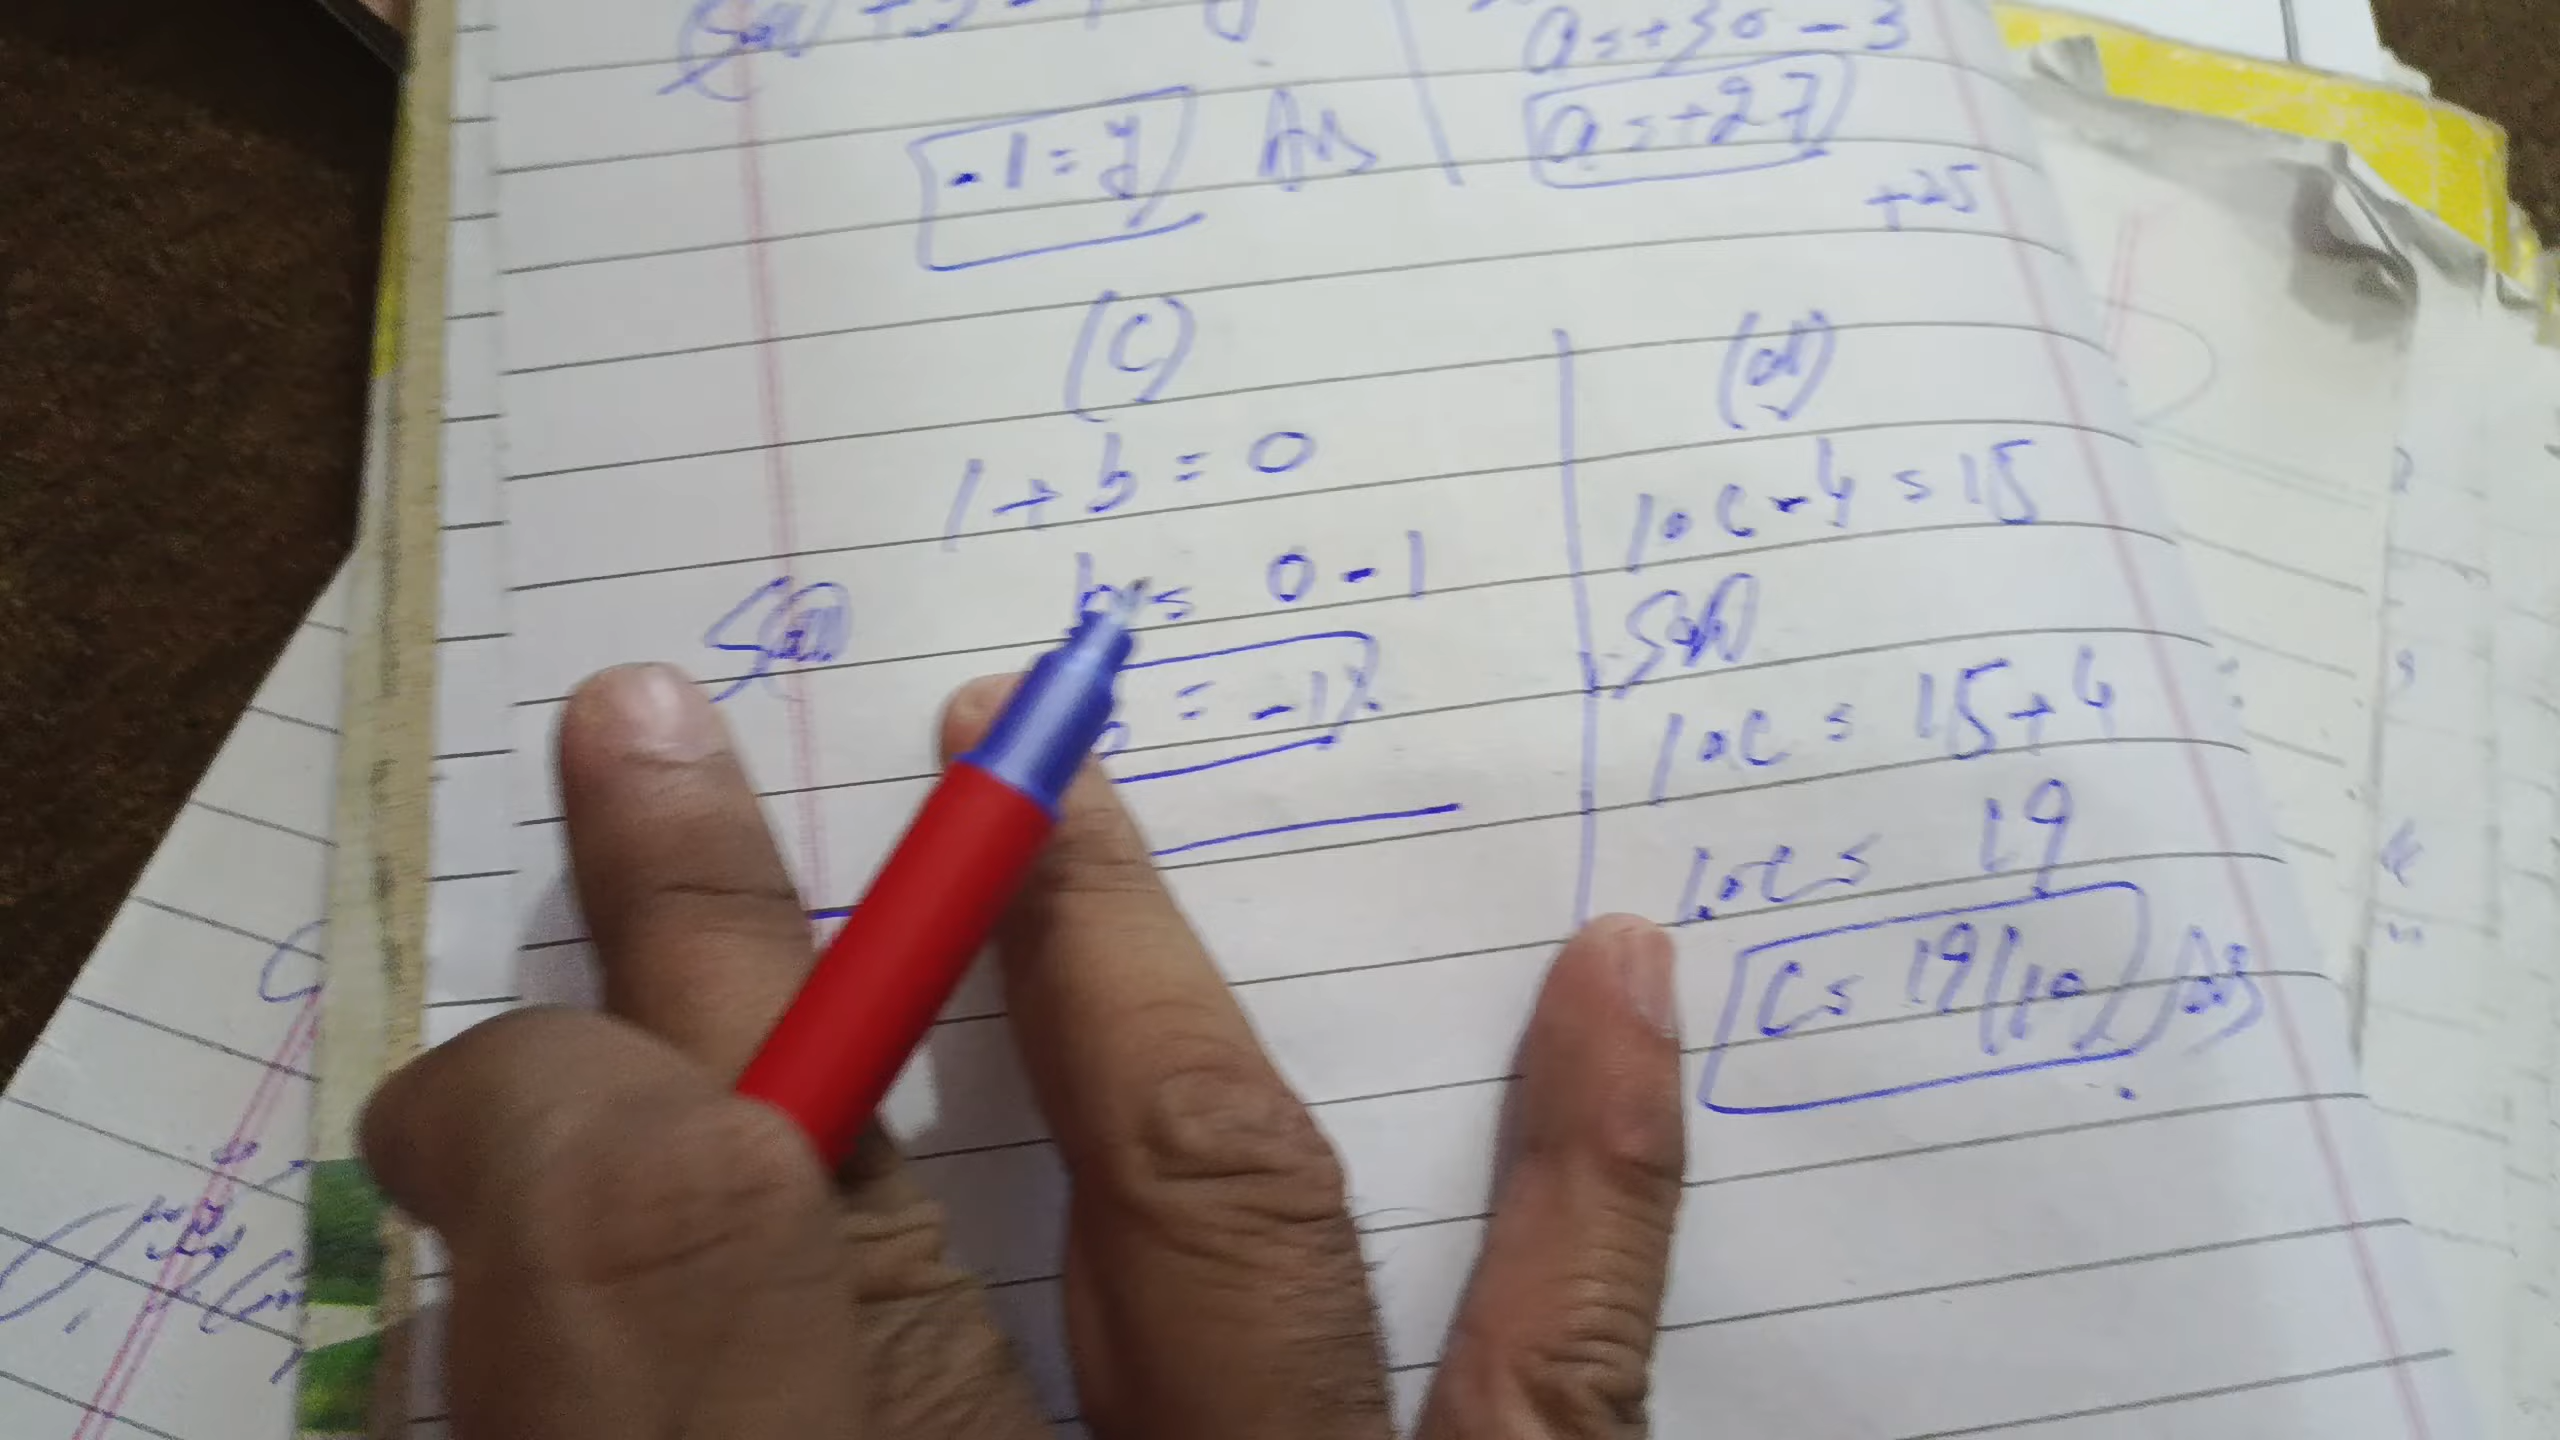 a = +30 - 3
-1 = y Ans
a = +27
+25
(c)
1 + b = 0
Sol
b = 0 - 1
b = -1
(d)
10c - 4 = 15
Sol
10c = 15 + 4
10c = 19
c = 19/10 Ans